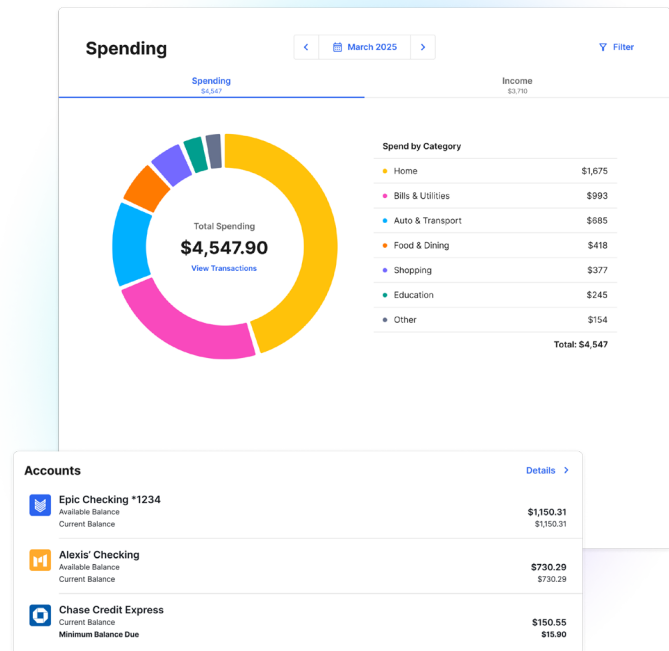 Spending
March 2025
Filter
Spending
$4,547
Income
$3,710
Total Spending
$4,547.90
View Transactions
Spend by Category
Home $1,675
Bills & Utilities $993
Auto & Transport $685
Food & Dining $418
Shopping $377
Education $245
Other $154
Total: $4,547
Accounts
Details
Epic Checking *1234
Available Balance $1,150.31
Current Balance $1,150.31
Alexis’ Checking
Available Balance $730.29
Current Balance $730.29
Chase Credit Express
Current Balance $150.55
Minimum Balance Due $15.90